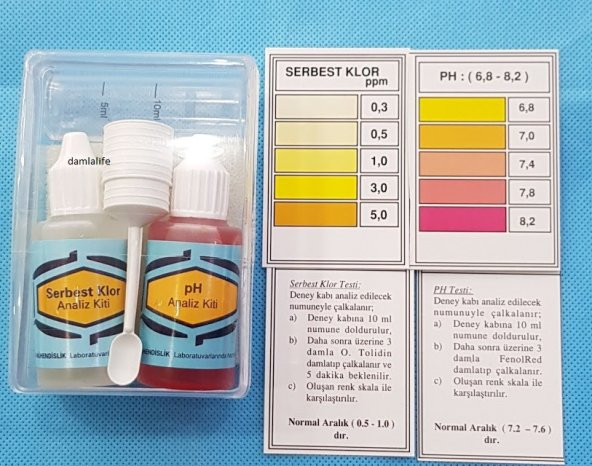 5ml
10ml
damlalife
Serbest Klor
Analiz Kiti
pH
Analiz Kiti
Laboratuvarlarında
SERBEST KLOR
ppm
0,3
0,5
1,0
3,0
5,0
PH : ( 6,8 - 8,2 )
6,8
7,0
7,4
7,8
8,2
Serbest Klor Testi:
Deney kabı analiz edilecek
numuneyle çalkalanır;
a) Deney kabına 10 ml
numune doldurulur,
b) Daha sonra üzerine 3
damla O. Tolidin
damlatıp çalkalanır ve
5 dakika beklenilir.
c) Oluşan renk skala ile
karşılaştırılır.
Normal Aralık ( 0.5 - 1.0 )
dır.
PH Testi:
Deney kabı analiz edilecek
numunuyle çalkalanır;
a) Deney kabına 10 ml
numune doldurulur,
b) Daha sonra üzerine 3
damla FenolRed
damlatıp çalkalanır.
c) Oluşan renk skala ile
karşılaştırılır.
Normal Aralık ( 7.2 – 7.6 )
dır.